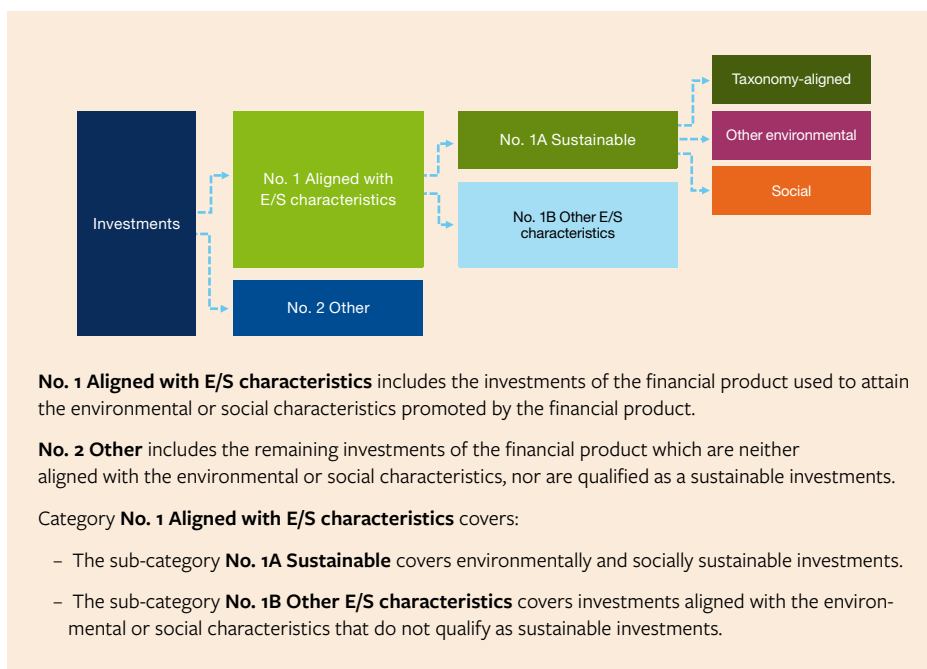 Taxonomy-aligned
No. 1A Sustainable
Other environmental
No. 1 Aligned with
E/S characteristics
Social
Investments
No. 1B Other E/S
characteristics
No. 2 Other
No. 1 Aligned with E/S characteristics includes the investments of the financial product used to attain
the environmental or social characteristics promoted by the financial product.
No. 2 Other includes the remaining investments of the financial product which are neither
aligned with the environmental or social characteristics, nor are qualified as a sustainable investments.
Category No. 1 Aligned with E/S characteristics covers:
– The sub-category No. 1A Sustainable covers environmentally and socially sustainable investments.
– The sub-category No. 1B Other E/S characteristics covers investments aligned with the environ-
mental or social characteristics that do not qualify as sustainable investments.